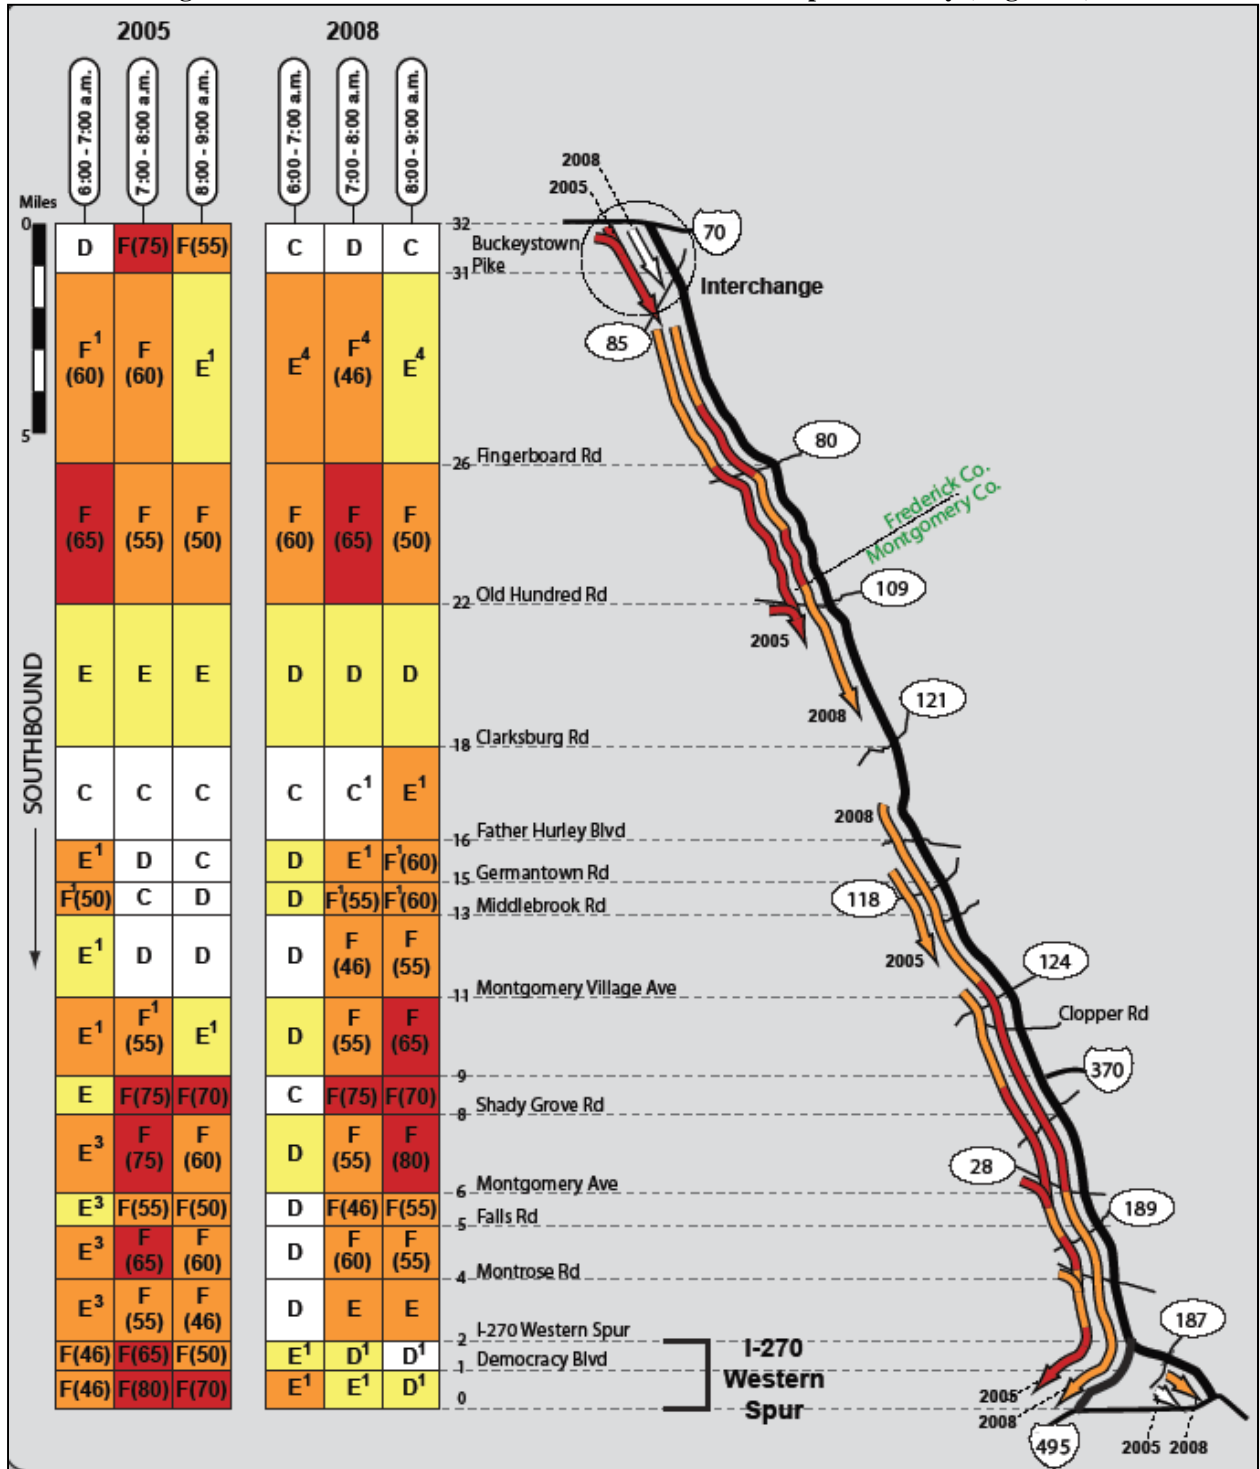 2005 2008
6:00 - 7:00 a.m. 7:00 - 8:00 a.m. 8:00 - 9:00 a.m. 6:00 - 7:00 a.m. 7:00 - 8:00 a.m. 8:00 - 9:00 a.m.
Miles
0
5
SOUTHBOUND
D F(75) F(55) C D C
F¹ (60) F (60) E¹ E⁴ F⁴ (46) E⁴
F (65) F (55) F (50) F (60) F (65) F (50)
E E E D D D
C C C C C¹ E¹
E¹ D C D E¹ F¹(60)
F¹(50) C D D F¹(55) F¹(60)
E¹ D D D F (46) F (55)
E¹ F¹ (55) E¹ D F (55) F (65)
E F(75) F(70) C F(75) F(70)
E³ F (75) F (60) D F (55) F (80)
E³ F(55) F(50) D F(46) F(55)
E³ F (65) F (60) D F (60) F (55)
E³ F (55) F (46) D E E
F(46) F(65) F(50) E¹ D¹ D¹
F(46) F(80) F(70) E¹ E¹ D¹
32
Buckeystown
Pike
31
26 Fingerboard Rd
22 Old Hundred Rd
18 Clarksburg Rd
16 Father Hurley Blvd
15 Germantown Rd
13 Middlebrook Rd
11 Montgomery Village Ave
9
8 Shady Grove Rd
6 Montgomery Ave
5 Falls Rd
4 Montrose Rd
2 I-270 Western Spur
1 Democracy Blvd
0
I-270
Western
Spur
2008
2005
70
Interchange
85
80
Frederick Co.
Montgomery Co.
109
2005
121
2008
2008
118
2005
124
Clopper Rd
370
28
189
187
2005
2008
495
2005 2008